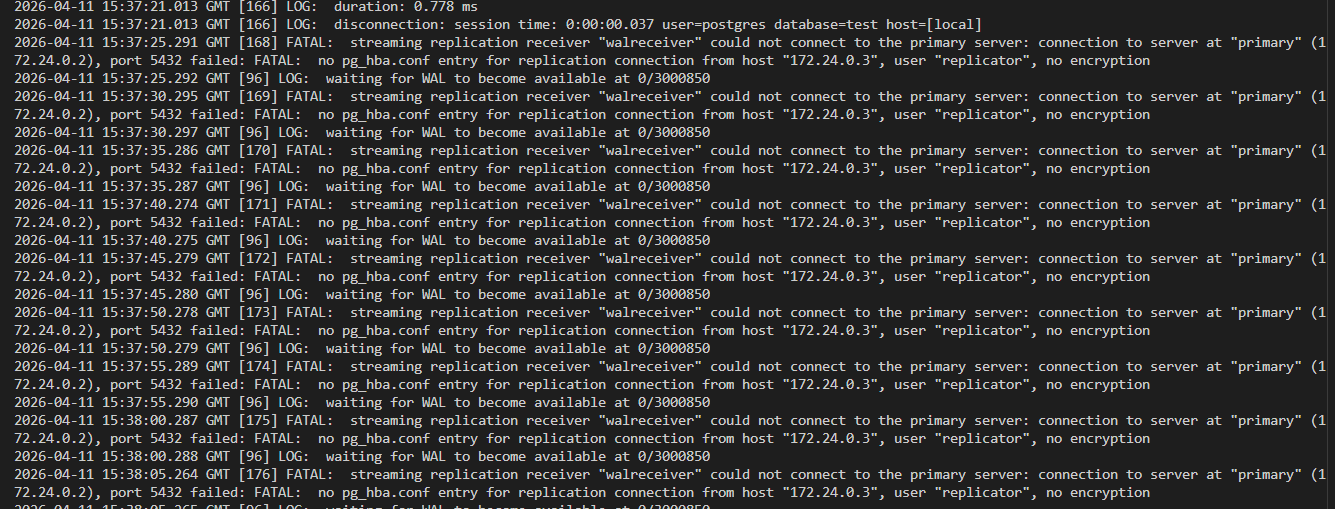 2026-04-11 15:37:21.013 GMT [166] LOG:  duration: 0.778 ms
2026-04-11 15:37:21.013 GMT [166] LOG:  disconnection: session time: 0:00:00.037 user=postgres database=test host=[local]
2026-04-11 15:37:25.291 GMT [168] FATAL:  streaming replication receiver "walreceiver" could not connect to the primary server: connection to server at "primary" (1
72.24.0.2), port 5432 failed: FATAL:  no pg_hba.conf entry for replication connection from host "172.24.0.3", user "replicator", no encryption
2026-04-11 15:37:25.292 GMT [96] LOG:  waiting for WAL to become available at 0/3000850
2026-04-11 15:37:30.295 GMT [169] FATAL:  streaming replication receiver "walreceiver" could not connect to the primary server: connection to server at "primary" (1
72.24.0.2), port 5432 failed: FATAL:  no pg_hba.conf entry for replication connection from host "172.24.0.3", user "replicator", no encryption
2026-04-11 15:37:30.297 GMT [96] LOG:  waiting for WAL to become available at 0/3000850
2026-04-11 15:37:35.286 GMT [170] FATAL:  streaming replication receiver "walreceiver" could not connect to the primary server: connection to server at "primary" (1
72.24.0.2), port 5432 failed: FATAL:  no pg_hba.conf entry for replication connection from host "172.24.0.3", user "replicator", no encryption
2026-04-11 15:37:35.287 GMT [96] LOG:  waiting for WAL to become available at 0/3000850
2026-04-11 15:37:40.274 GMT [171] FATAL:  streaming replication receiver "walreceiver" could not connect to the primary server: connection to server at "primary" (1
72.24.0.2), port 5432 failed: FATAL:  no pg_hba.conf entry for replication connection from host "172.24.0.3", user "replicator", no encryption
2026-04-11 15:37:40.275 GMT [96] LOG:  waiting for WAL to become available at 0/3000850
2026-04-11 15:37:45.279 GMT [172] FATAL:  streaming replication receiver "walreceiver" could not connect to the primary server: connection to server at "primary" (1
72.24.0.2), port 5432 failed: FATAL:  no pg_hba.conf entry for replication connection from host "172.24.0.3", user "replicator", no encryption
2026-04-11 15:37:45.280 GMT [96] LOG:  waiting for WAL to become available at 0/3000850
2026-04-11 15:37:50.278 GMT [173] FATAL:  streaming replication receiver "walreceiver" could not connect to the primary server: connection to server at "primary" (1
72.24.0.2), port 5432 failed: FATAL:  no pg_hba.conf entry for replication connection from host "172.24.0.3", user "replicator", no encryption
2026-04-11 15:37:50.279 GMT [96] LOG:  waiting for WAL to become available at 0/3000850
2026-04-11 15:37:55.289 GMT [174] FATAL:  streaming replication receiver "walreceiver" could not connect to the primary server: connection to server at "primary" (1
72.24.0.2), port 5432 failed: FATAL:  no pg_hba.conf entry for replication connection from host "172.24.0.3", user "replicator", no encryption
2026-04-11 15:37:55.290 GMT [96] LOG:  waiting for WAL to become available at 0/3000850
2026-04-11 15:38:00.287 GMT [175] FATAL:  streaming replication receiver "walreceiver" could not connect to the primary server: connection to server at "primary" (1
72.24.0.2), port 5432 failed: FATAL:  no pg_hba.conf entry for replication connection from host "172.24.0.3", user "replicator", no encryption
2026-04-11 15:38:00.288 GMT [96] LOG:  waiting for WAL to become available at 0/3000850
2026-04-11 15:38:05.264 GMT [176] FATAL:  streaming replication receiver "walreceiver" could not connect to the primary server: connection to server at "primary" (1
72.24.0.2), port 5432 failed: FATAL:  no pg_hba.conf entry for replication connection from host "172.24.0.3", user "replicator", no encryption